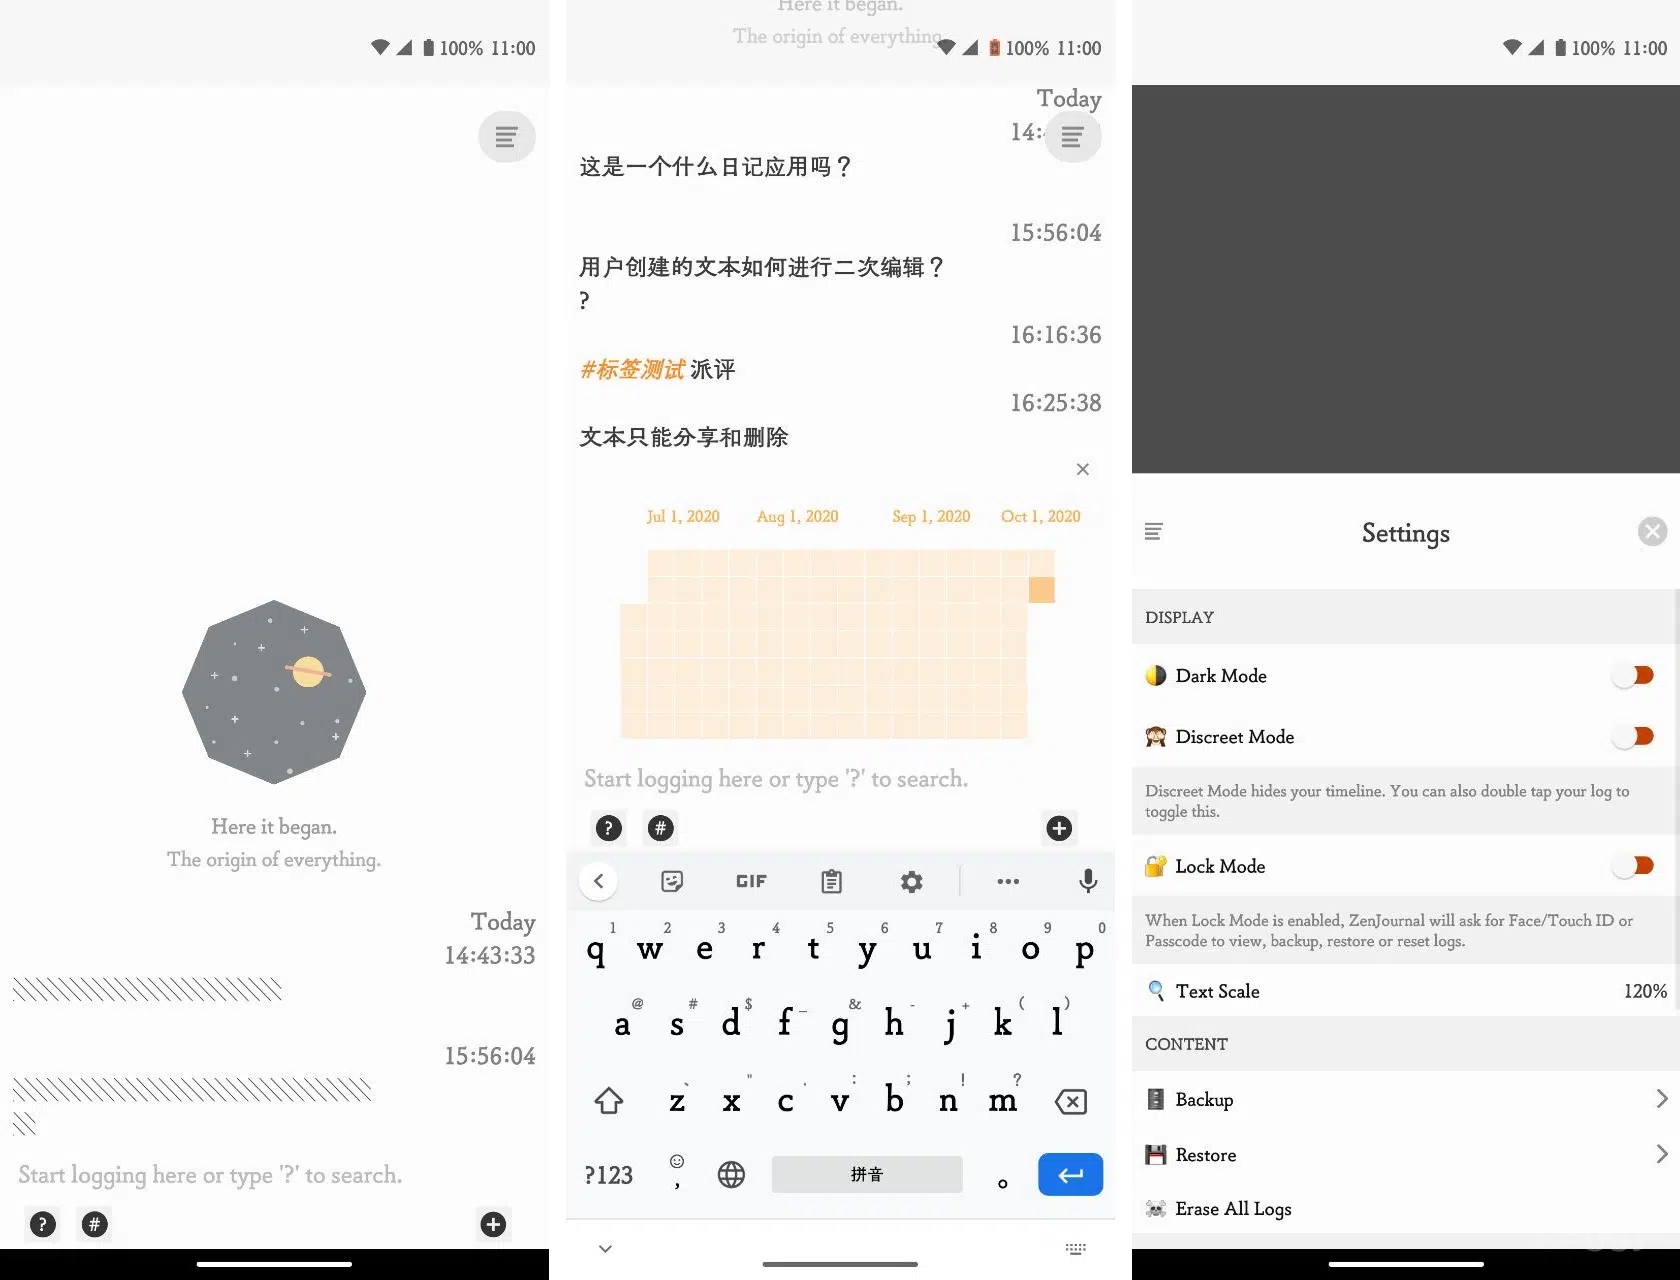 100% 11:00
Here it began.
The origin of everything.
Today
14:43:33
15:56:04
Start logging here or type '?' to search.
?
#
+
Here it began.
The origin of everything.
100% 11:00
Today
14:
这是一个什么日记应用吗？
15:56:04
用户创建的文本如何进行二次编辑？
?
16:16:36
#标签测试 派评
16:25:38
文本只能分享和删除
Jul 1, 2020 Aug 1, 2020 Sep 1, 2020 Oct 1, 2020
Start logging here or type '?' to search.
?
#
+
GIF
1 2 3 4 5 6 7 8 9 0
q w e r t y u i o p
@ # $ _ & - + ( )
a s d f g h j k l
` " ' : ; ! ?
z x c v b n m
?123 , 拼音 。
100% 11:00
Settings
DISPLAY
Dark Mode
Discreet Mode
Discreet Mode hides your timeline. You can also double tap your log to
toggle this.
Lock Mode
When Lock Mode is enabled, ZenJournal will ask for Face/Touch ID or
Passcode to view, backup, restore or reset logs.
Text Scale 120%
CONTENT
Backup
Restore
Erase All Logs